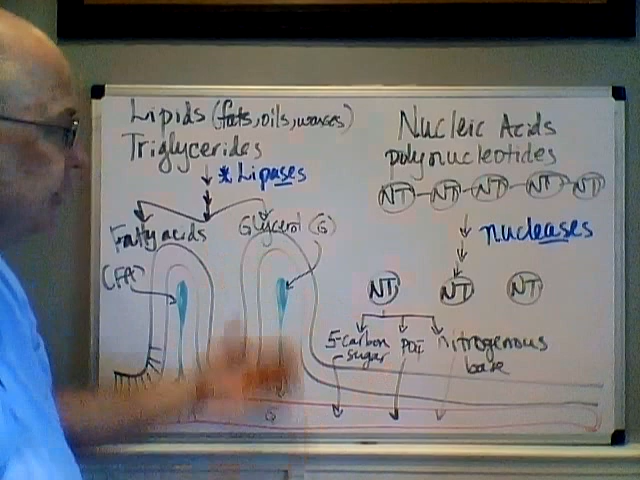 Lipids (fats, oils, waxes)
Triglycerides
* Lipases
Fatty acids
(FA)
Glycerol (G)
G
Nucleic Acids
polynucleotides
NT NT NT NT NT
nucleases
NT NT NT
5-carbon
sugar
nitrogenous
base